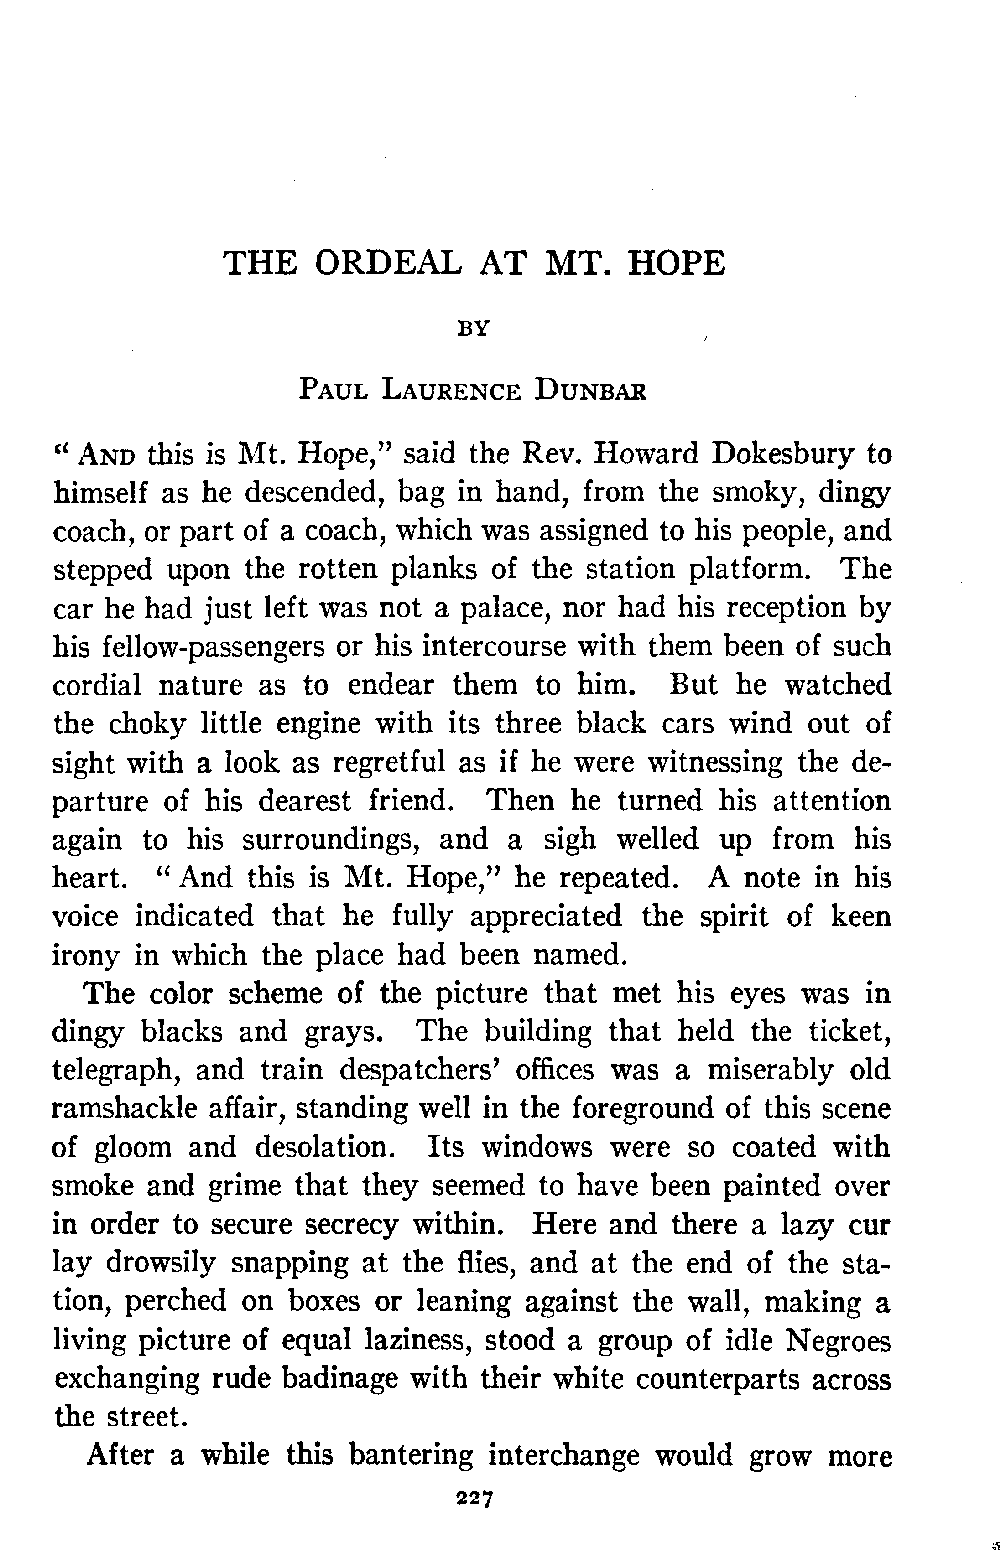 THE ORDEAL AT MT. HOPE
BY
PAUL LAURENCE DUNBAR
“ AND this is Mt. Hope,” said the Rev. Howard Dokesbury to
himself as he descended, bag in hand, from the smoky, dingy
coach, or part of a coach, which was assigned to his people, and
stepped upon the rotten planks of the station platform. The
car he had just left was not a palace, nor had his reception by
his fellow-passengers or his intercourse with them been of such
cordial nature as to endear them to him. But he watched
the choky little engine with its three black cars wind out of
sight with a look as regretful as if he were witnessing the de-
parture of his dearest friend. Then he turned his attention
again to his surroundings, and a sigh welled up from his
heart. “ And this is Mt. Hope,” he repeated. A note in his
voice indicated that he fully appreciated the spirit of keen
irony in which the place had been named.
The color scheme of the picture that met his eyes was in
dingy blacks and grays. The building that held the ticket,
telegraph, and train despatchers’ offices was a miserably old
ramshackle affair, standing well in the foreground of this scene
of gloom and desolation. Its windows were so coated with
smoke and grime that they seemed to have been painted over
in order to secure secrecy within. Here and there a lazy cur
lay drowsily snapping at the flies, and at the end of the sta-
tion, perched on boxes or leaning against the wall, making a
living picture of equal laziness, stood a group of idle Negroes
exchanging rude badinage with their white counterparts across
the street.
After a while this bantering interchange would grow more
227